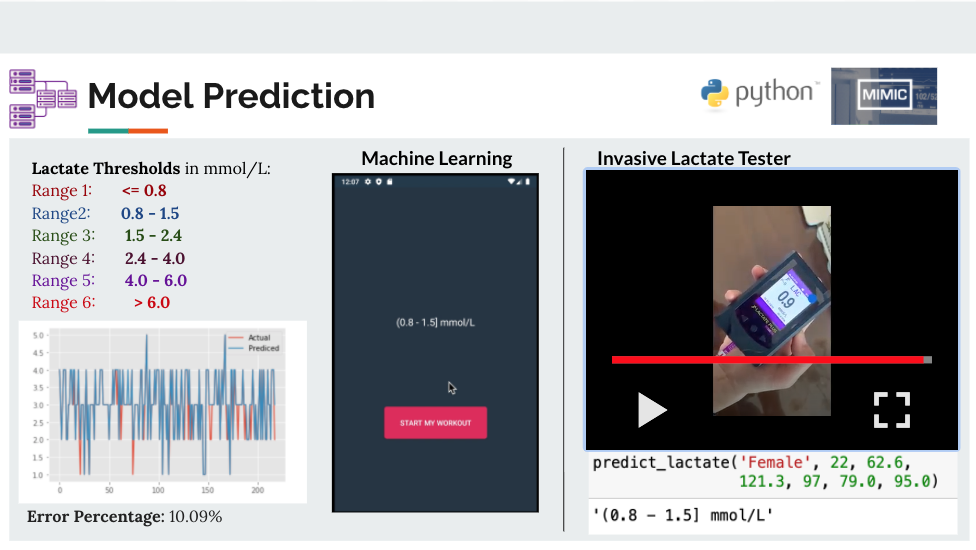 Model Prediction
python™
MIMIC
Lactate Thresholds in mmol/L:
Range 1: <= 0.8
Range2: 0.8 - 1.5
Range 3: 1.5 - 2.4
Range 4: 2.4 - 4.0
Range 5: 4.0 - 6.0
Range 6: > 6.0
5.0
4.5
4.0
3.5
3.0
2.5
2.0
1.5
1.0
0 50 100 150 200
Actual
Prediced
Error Percentage: 10.09%
Machine Learning
12:07
(0.8 - 1.5] mmol/L
START MY WORKOUT
Invasive Lactate Tester
LAC
0.9
predict_lactate('Female', 22, 62.6,
121.3, 97, 79.0, 95.0)
'(0.8 - 1.5] mmol/L'